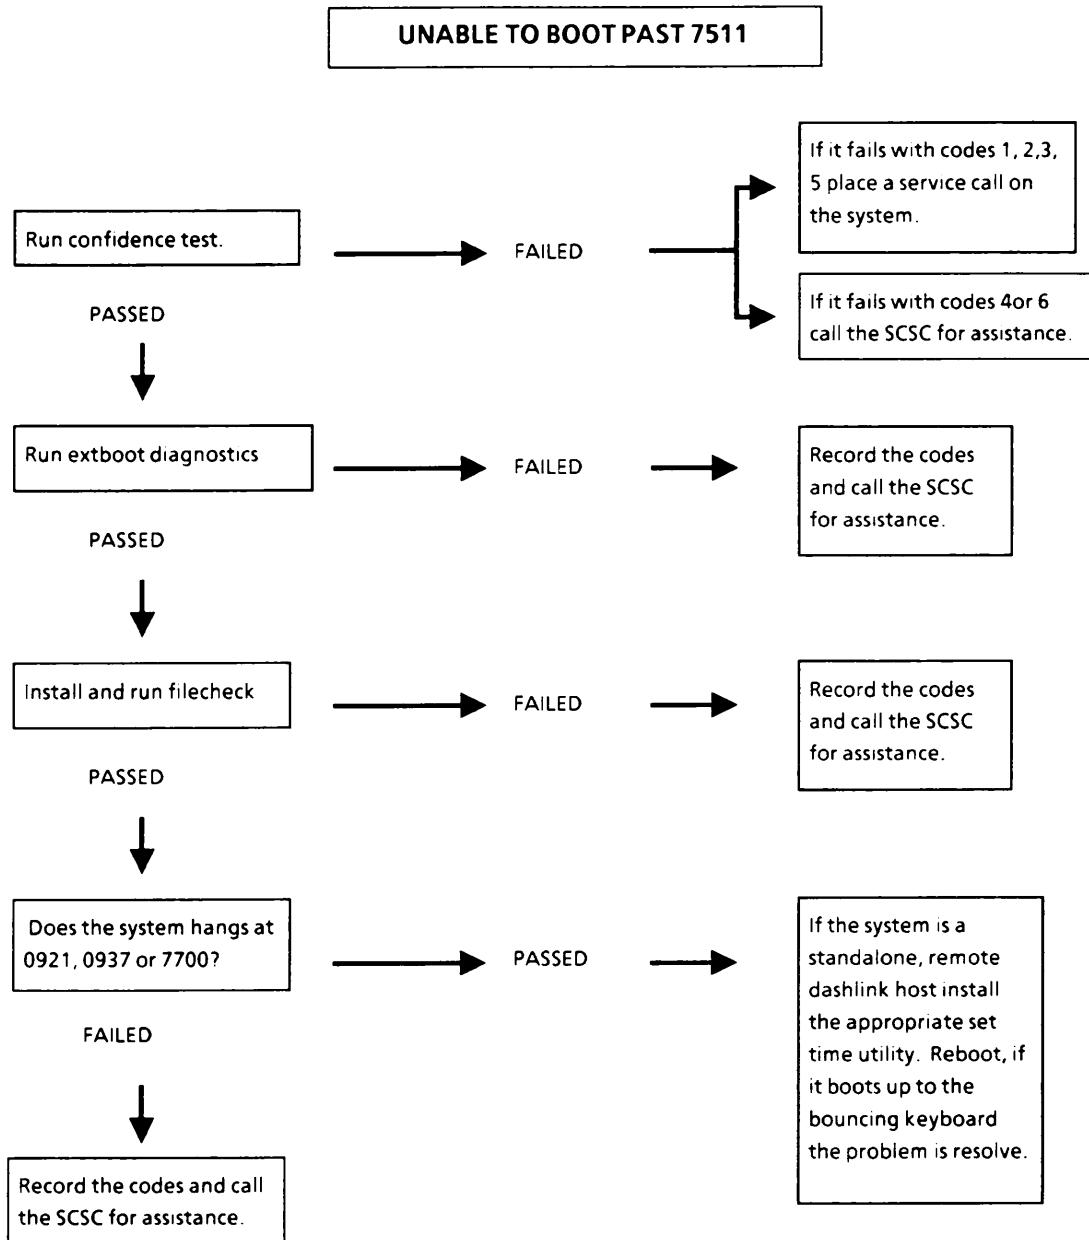 UNABLE TO BOOT PAST 7511
If it fails with codes 1, 2,3,
5 place a service call on
the system.
Run confidence test.
FAILED
If it fails with codes 4or 6
call the SCSC for assistance.
PASSED
Run extboot diagnostics
FAILED
Record the codes
and call the SCSC
for assistance.
PASSED
Install and run filecheck
FAILED
Record the codes
and call the SCSC
for assistance.
PASSED
Does the system hangs at
0921, 0937 or 7700?
PASSED
If the system is a
standalone, remote
dashlink host install
the appropriate set
time utility. Reboot, if
it boots up to the
bouncing keyboard
the problem is resolve.
FAILED
Record the codes and call
the SCSC for assistance.